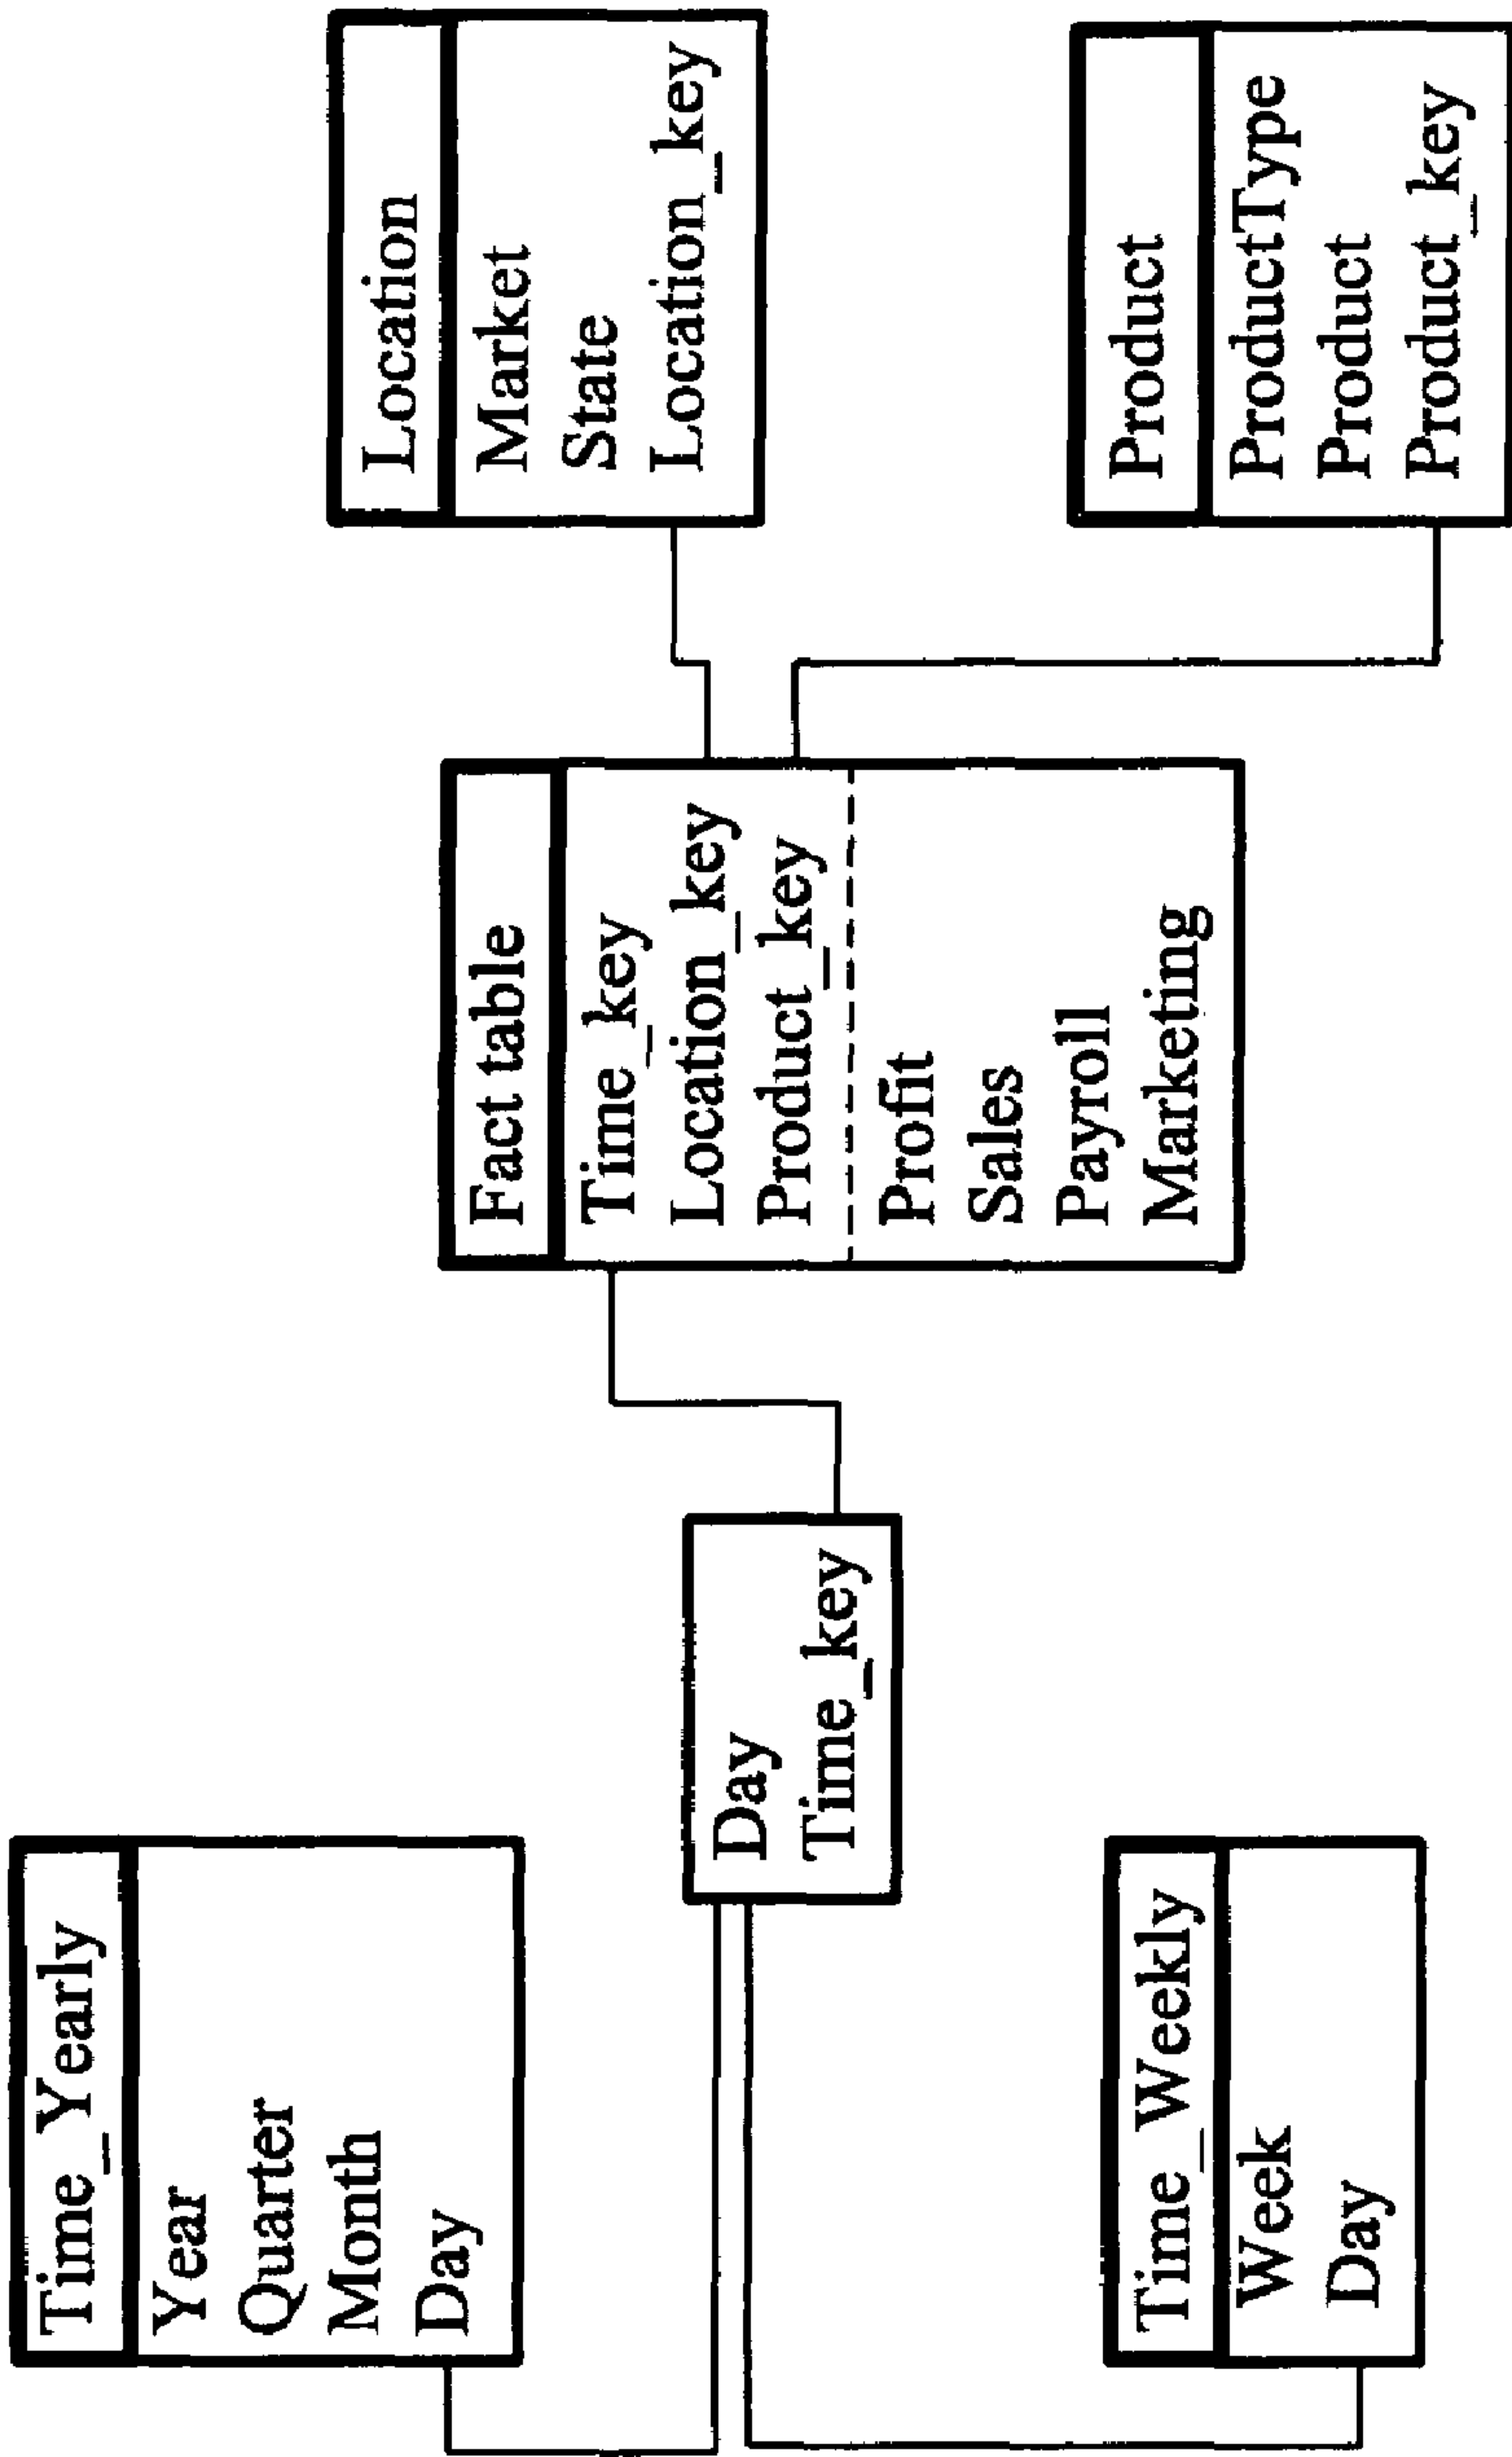 Time_Yearly
Year
Quarter
Month
Day
Time_Weekly
Week
Day
Day
Time_key
Fact table
Time_key
Location_key
Product_key
Profit
Sales
Payroll
Marketing
Location
Market
State
Location_key
Product
ProductType
Product
Product_key